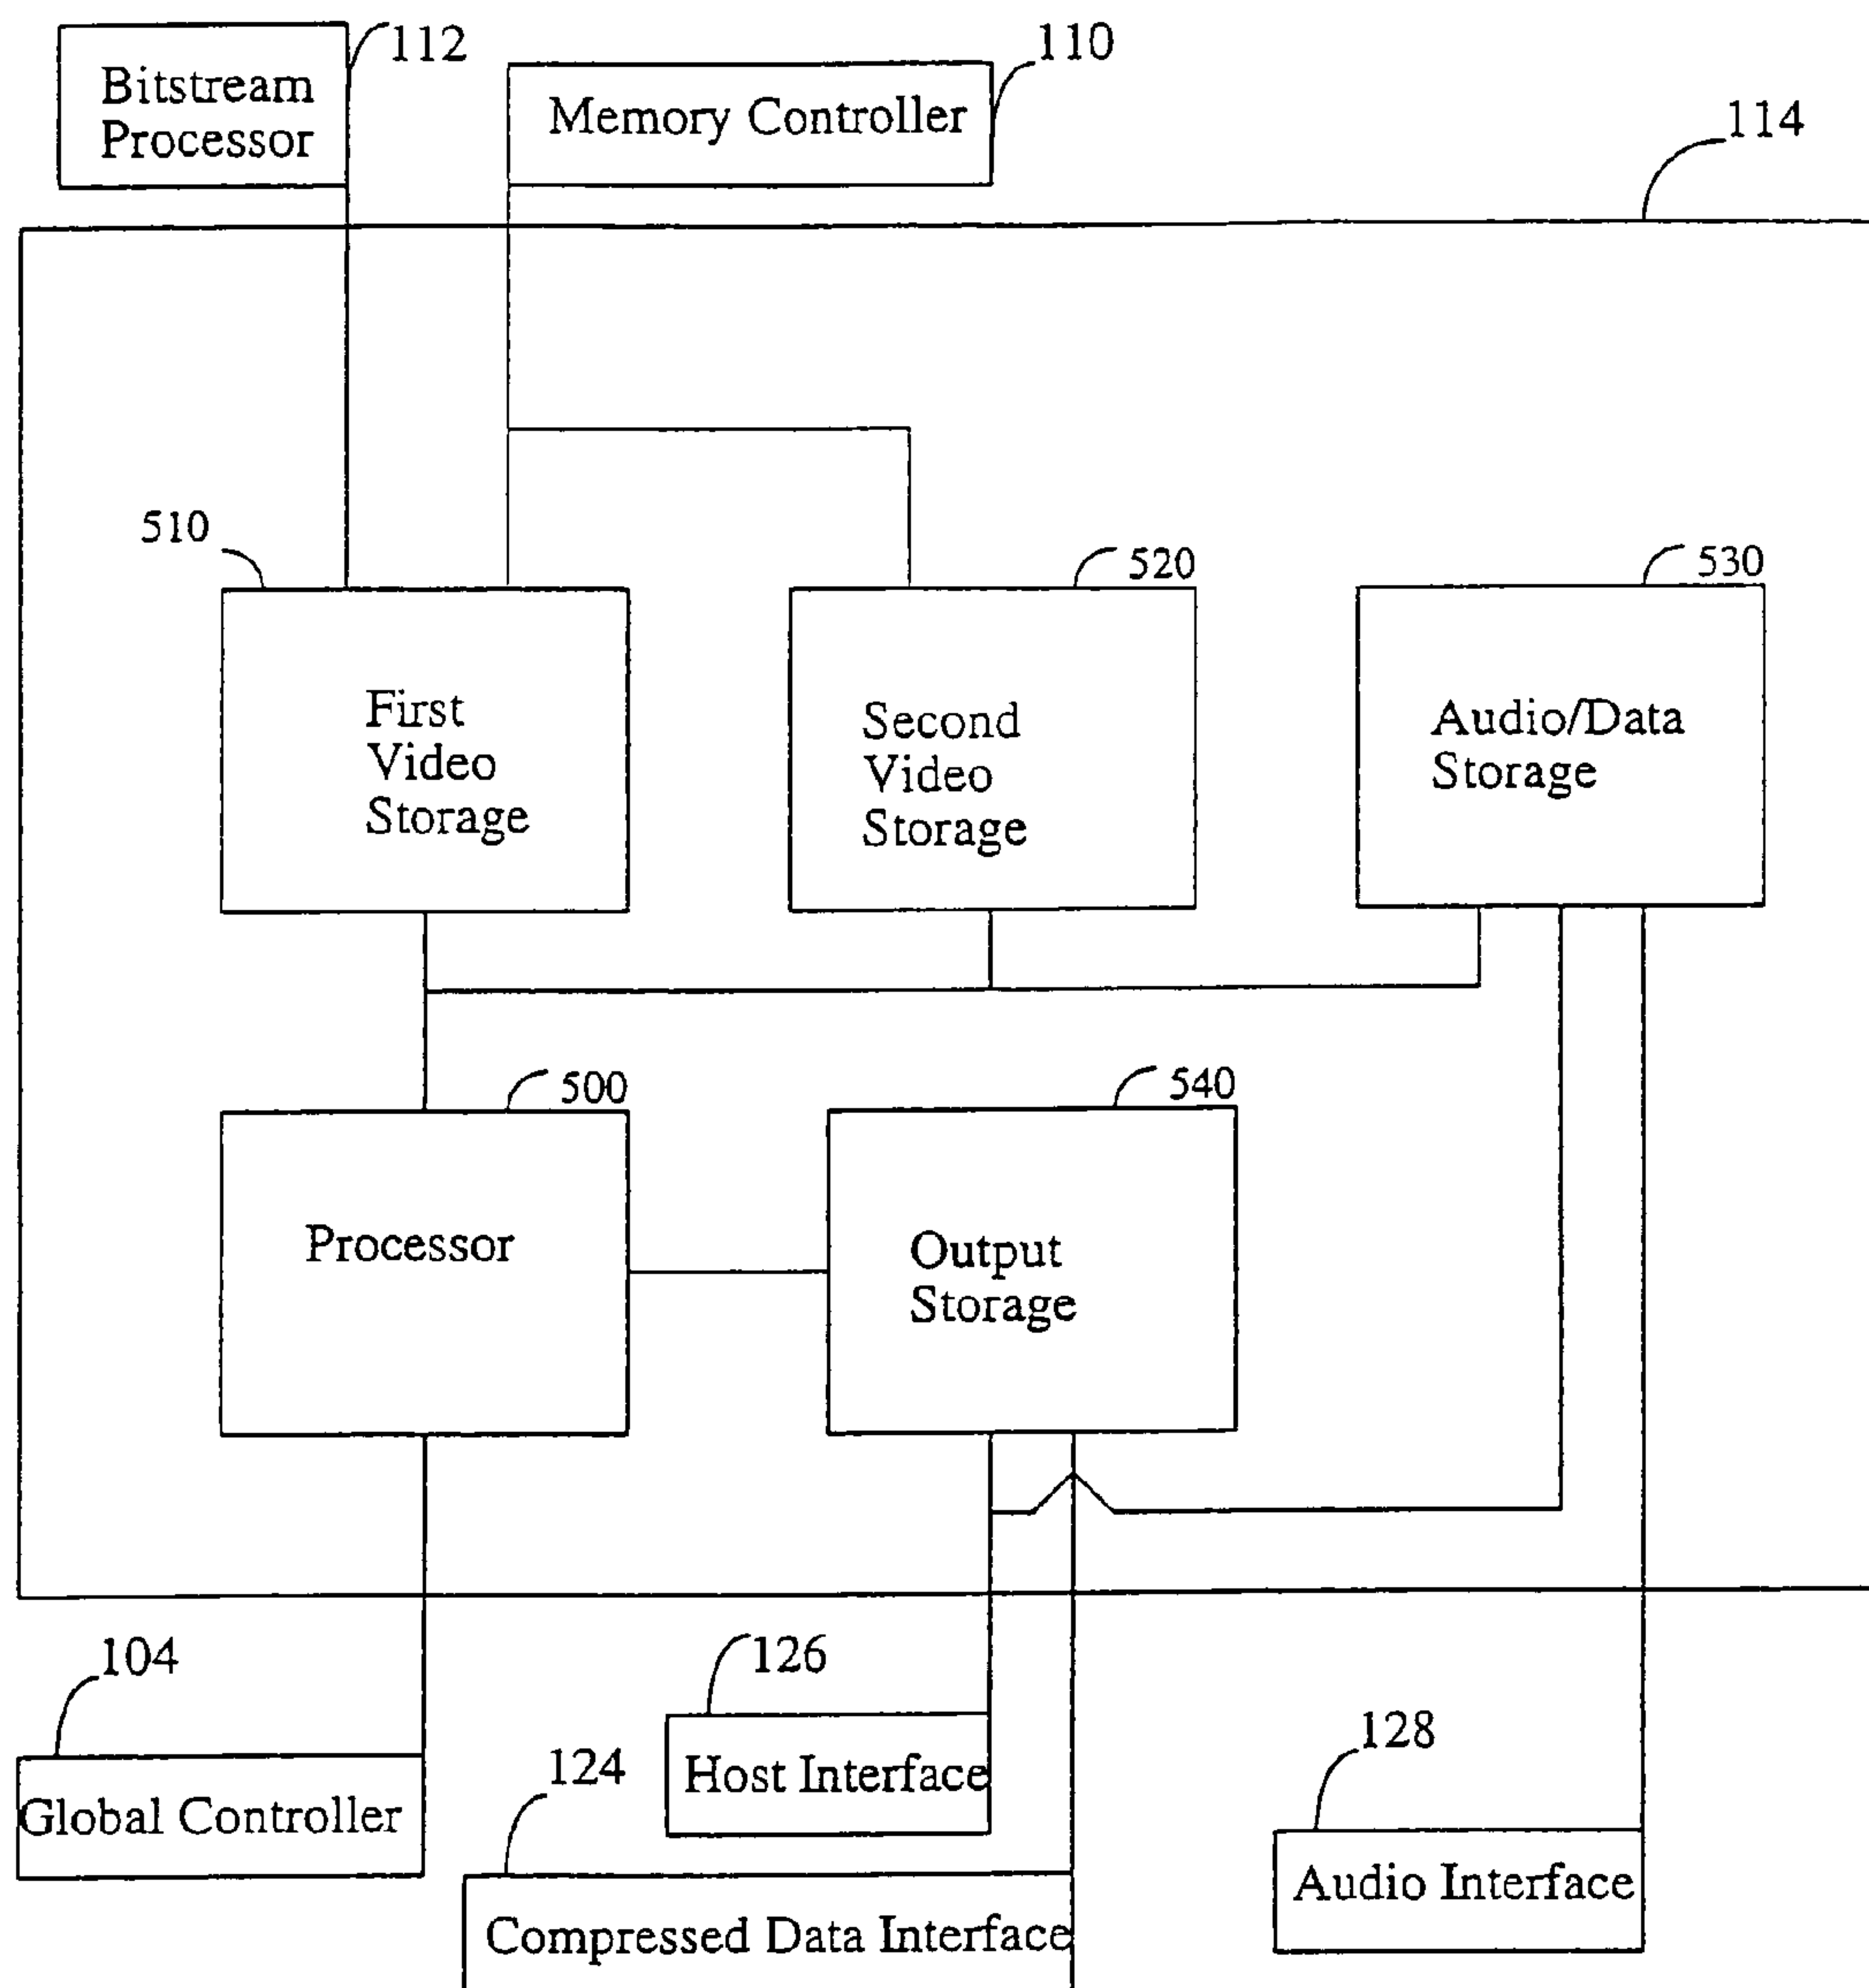 112
Bitstream
Processor
110
Memory Controller
114
510
520
530
First
Video
Storage
Second
Video
Storage
Audio/Data
Storage
500
540
Processor
Output
Storage
104
126
128
124
Global Controller
Host Interface
Audio Interface
Compressed Data Interface